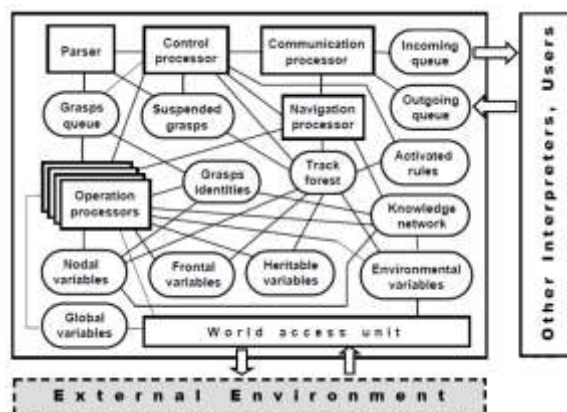 Parser
Control
processor
Communication
processor
Incoming
queue
Grasps
queue
Suspended
grasps
Navigation
processor
Outgoing
queue
Grasps
identities
Track
forest
Activated
rules
Operation
processors
Knowledge
network
Nodal
variables
Frontal
variables
Heritable
variables
Environmental
variables
Global
variables
World access unit
External Environment
Other Interpreters, Users